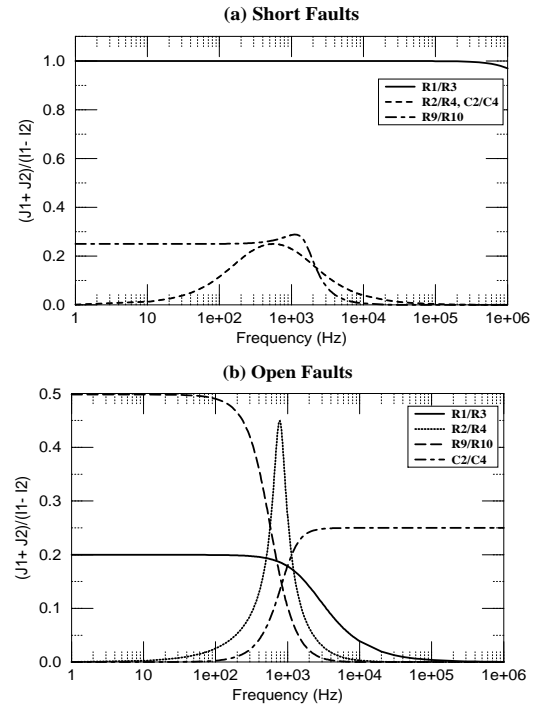 (a) Short Faults
(J1+ J2)/(I1- I2)
1.0
0.8
0.6
0.4
0.2
0.0
R1/R3
R2/R4, C2/C4
R9/R10
1 10 1e+02 1e+03 1e+04 1e+05 1e+06
Frequency (Hz)
(b) Open Faults
(J1+ J2)/(I1- I2)
0.5
0.4
0.3
0.2
0.1
0.0
R1/R3
R2/R4
R9/R10
C2/C4
1 10 1e+02 1e+03 1e+04 1e+05 1e+06
Frequency (Hz)